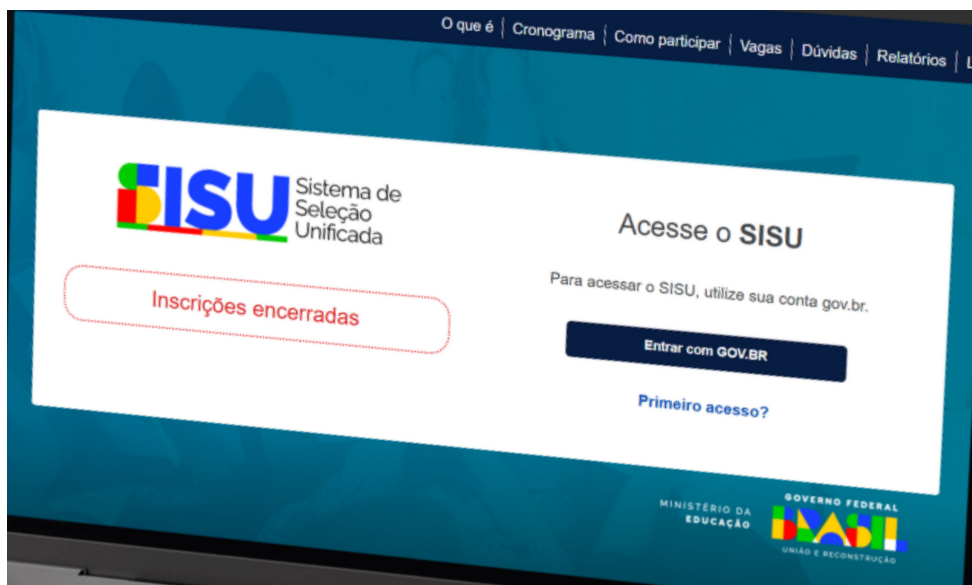 O que é | Cronograma | Como participar | Vagas | Dúvidas | Relatórios |
SISU
Sistema de
Seleção
Unificada
Inscrições encerradas
Acesse o SISU
Para acessar o SISU, utilize sua conta gov.br.
Entrar com GOV.BR
Primeiro acesso?
MINISTÉRIO DA
EDUCAÇÃO
GOVERNO FEDERAL
BRASIL
UNIÃO E RECONSTRUÇÃO